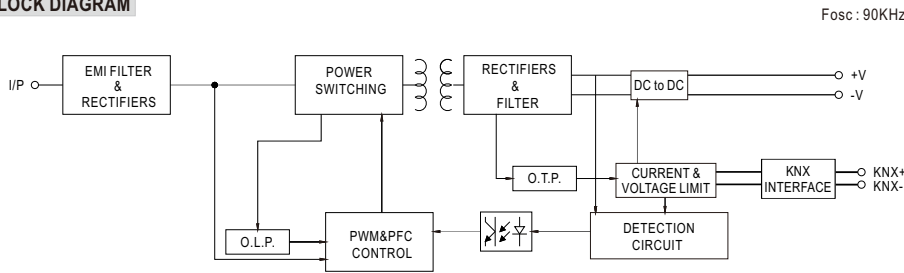 BLOCK DIAGRAM
Fosc : 90KHz
I/P
EMI FILTER
&
RECTIFIERS
POWER
SWITCHING
RECTIFIERS
&
FILTER
DC to DC
+V
-V
O.T.P.
CURRENT &
VOLTAGE LIMIT
KNX
INTERFACE
KNX+
KNX-
O.L.P.
PWM&PFC
CONTROL
DETECTION
CIRCUIT